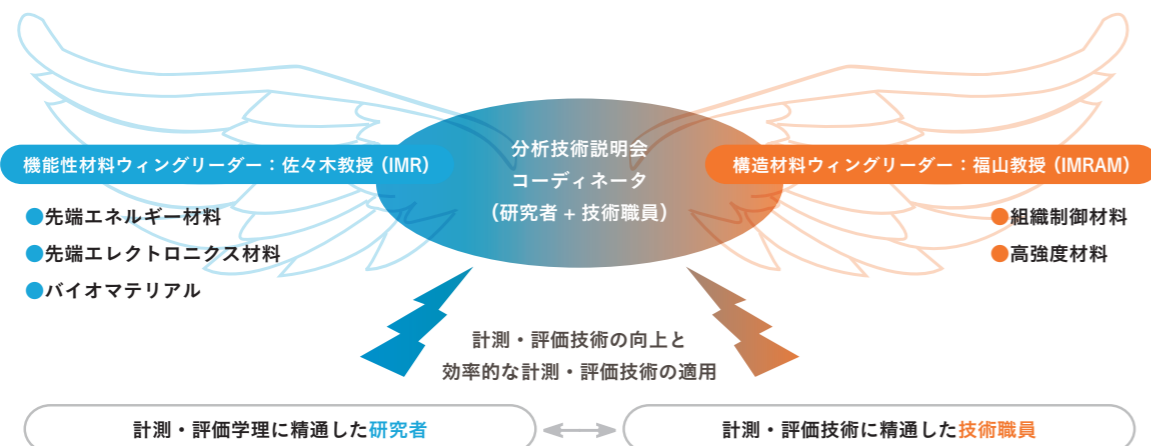 分析技術説明会
コーディネータ
(研究者 + 技術職員)
機能性材料ウィングリーダー：佐々木教授 (IMR)
●先端エネルギー材料
●先端エレクトロニクス材料
●バイオマテリアル
構造材料ウィングリーダー：福山教授 (IMRAM)
●組織制御材料
●高強度材料
計測・評価技術の向上と
効率的な計測・評価技術の適用
計測・評価学理に精通した研究者
計測・評価技術に精通した技術職員